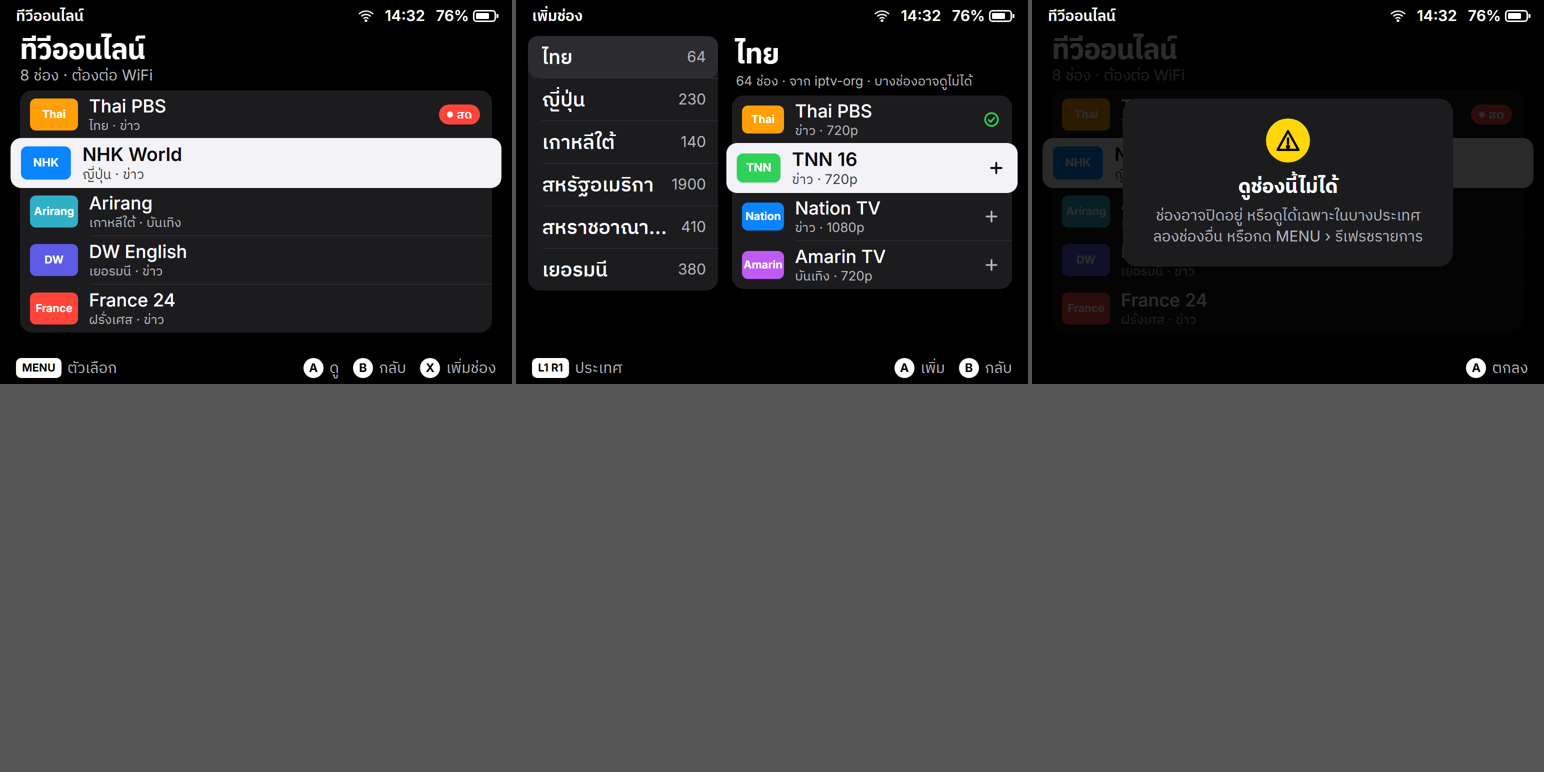 ทีวีออนไลน์ 14:32 76%
ทีวีออนไลน์
8 ช่อง · ต้องต่อ WiFi
Thai Thai PBS สด
ไทย · ข่าว
NHK NHK World
ญี่ปุ่น · ข่าว
Arirang Arirang
เกาหลีใต้ · บันเทิง
DW DW English
เยอรมนี · ข่าว
France France 24
ฝรั่งเศส · ข่าว
MENU ตัวเลือก A ดู B กลับ X เพิ่มช่อง
เพิ่มช่อง 14:32 76%
ไทย 64
ญี่ปุ่น 230
เกาหลีใต้ 140
สหรัฐอเมริกา 1900
สหราชอาณา... 410
เยอรมนี 380
ไทย
64 ช่อง · จาก iptv-org · บางช่องอาจดูไม่ได้
Thai Thai PBS
ข่าว · 720p
TNN TNN 16
ข่าว · 720p
Nation Nation TV
ข่าว · 1080p
Amarin Amarin TV
บันเทิง · 720p
L1 R1 ประเทศ A เพิ่ม B กลับ
ทีวีออนไลน์ 14:32 76%
ทีวีออนไลน์
8 ช่อง · ต้องต่อ WiFi
Thai สด
NHK
Arirang
DW
เยอรมนี · ข่าว
France France 24
ฝรั่งเศส · ข่าว
ดูช่องนี้ไม่ได้
ช่องอาจปิดอยู่ หรือดูได้เฉพาะในบางประเทศ
ลองช่องอื่น หรือกด MENU › รีเฟรชรายการ
A ตกลง